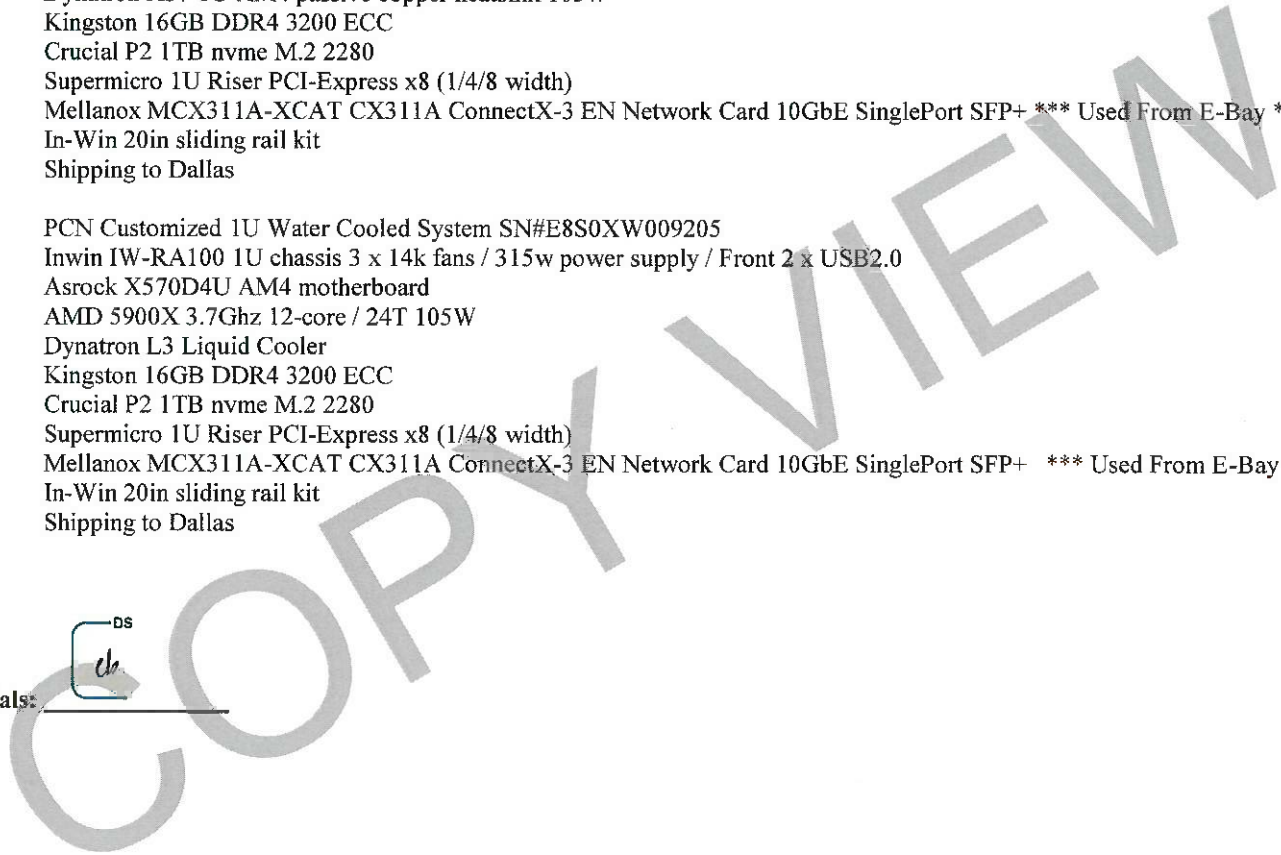 Kingston 16GB DDR4 3200 ECC
Crucial P2 1TB nvme M.2 2280
Supermicro 1U Riser PCI-Express x8 (1/4/8 width)
Mellanox MCX311A-XCAT CX311A ConnectX-3 EN Network Card 10GbE SinglePort SFP+ *** Used From E-Bay *
In-Win 20in sliding rail kit
Shipping to Dallas
PCN Customized 1U Water Cooled System SN#E8S0XW009205
Inwin IW-RA100 1U chassis 3 x 14k fans / 315w power supply / Front 2 x USB2.0
Asrock X570D4U AM4 motherboard
AMD 5900X 3.7Ghz 12-core / 24T 105W
Dynatron L3 Liquid Cooler
Kingston 16GB DDR4 3200 ECC
Crucial P2 1TB nvme M.2 2280
Supermicro 1U Riser PCI-Express x8 (1/4/8 width)
Mellanox MCX311A-XCAT CX311A ConnectX-3 EN Network Card 10GbE SinglePort SFP+ *** Used From E-Bay
In-Win 20in sliding rail kit
Shipping to Dallas
DS
als:
COPY VIEW